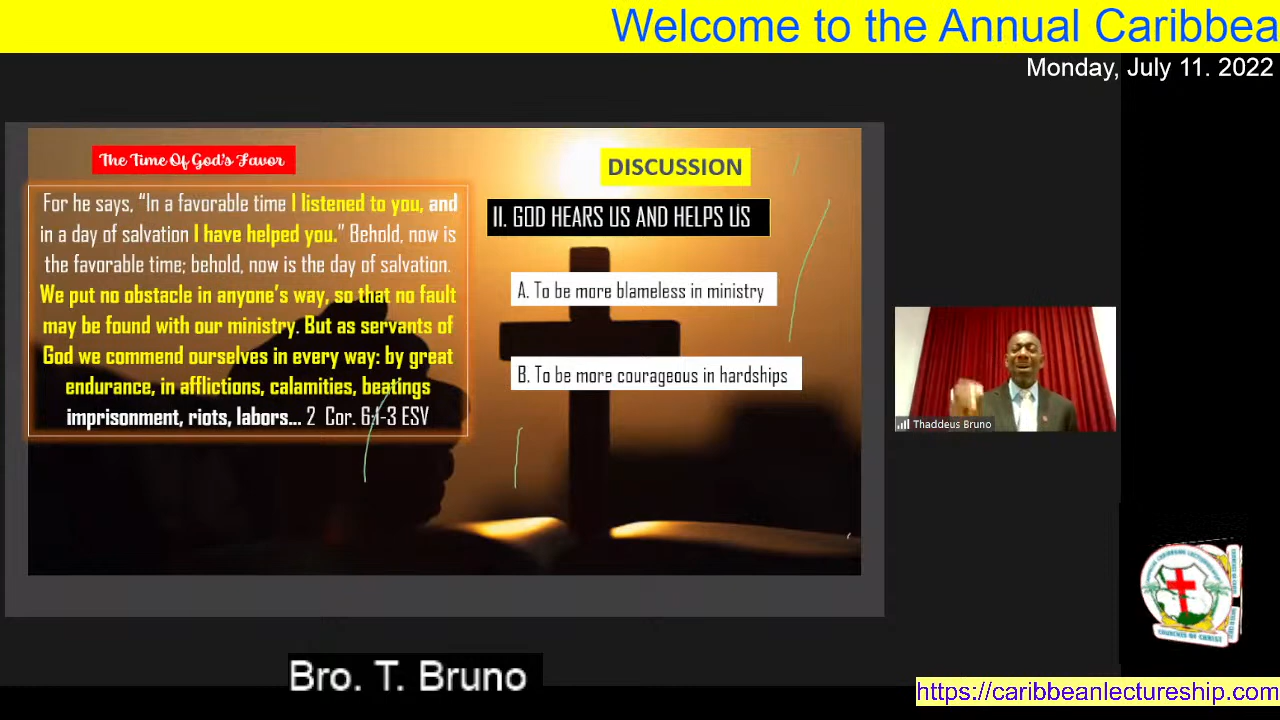 Welcome to the Annual Caribbea
Monday, July 11. 2022
The Time Of God's Favor
For he says, “In a favorable time I listened to you, and
in a day of salvation I have helped you.” Behold, now is
the favorable time; behold, now is the day of salvation.
We put no obstacle in anyone’s way, so that no fault
may be found with our ministry. But as servants of
God we commend ourselves in every way: by great
endurance, in afflictions, calamities, beatings
imprisonment, riots, labors... 2 Cor. 6:1-3 ESV
DISCUSSION
II. GOD HEARS US AND HELPS US
A. To be more blameless in ministry
B. To be more courageous in hardships
Thaddeus Bruno
CHURCHES OF CHRIST
Bro. T. Bruno
https://caribbeanlectureship.com